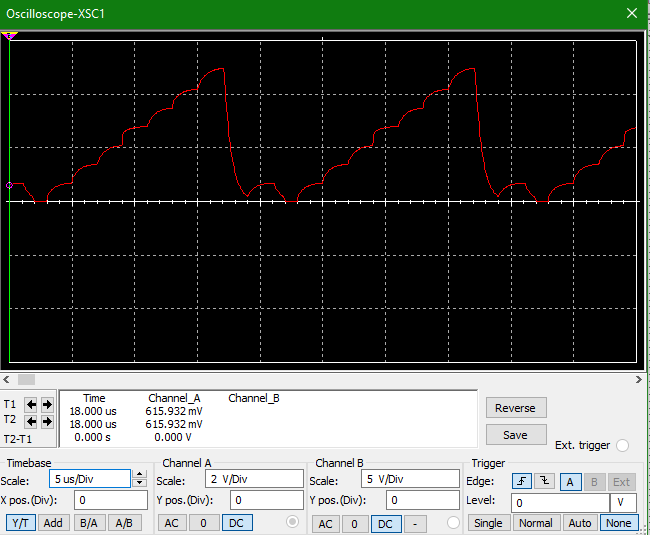 Oscilloscope-XSC1
Time Channel_A Channel_B
T1 18.000 us 615.932 mV
T2 18.000 us 615.932 mV
T2-T1 0.000 s 0.000 V
Reverse
Save
Ext. trigger
Timebase Channel A Channel B Trigger
Scale: 5 us/Div Scale: 2 V/Div Scale: 5 V/Div Edge: A B Ext
X pos.(Div): 0 Y pos.(Div): 0 Y pos.(Div): 0 Level: 0 V
Y/T Add B/A A/B AC 0 DC AC 0 DC - Single Normal Auto None